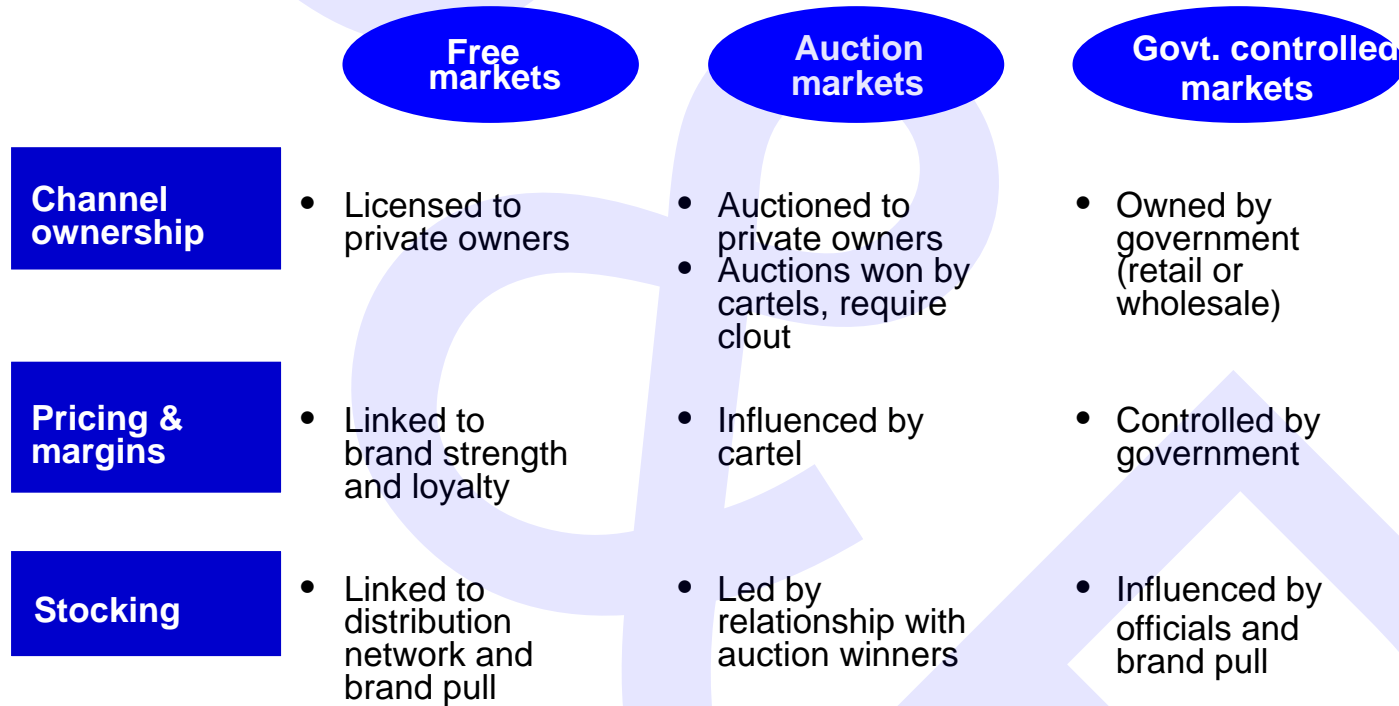 Free
markets
Auction
markets
Govt. controlled
markets
Channel
ownership
• Licensed to
private owners
• Auctioned to
private owners
• Auctions won by
cartels, require
clout
• Owned by
government
(retail or
wholesale)
Pricing &
margins
• Linked to
brand strength
and loyalty
• Influenced by
cartel
• Controlled by
government
Stocking
• Linked to
distribution
network and
brand pull
• Led by
relationship with
auction winners
• Influenced by
officials and
brand pull